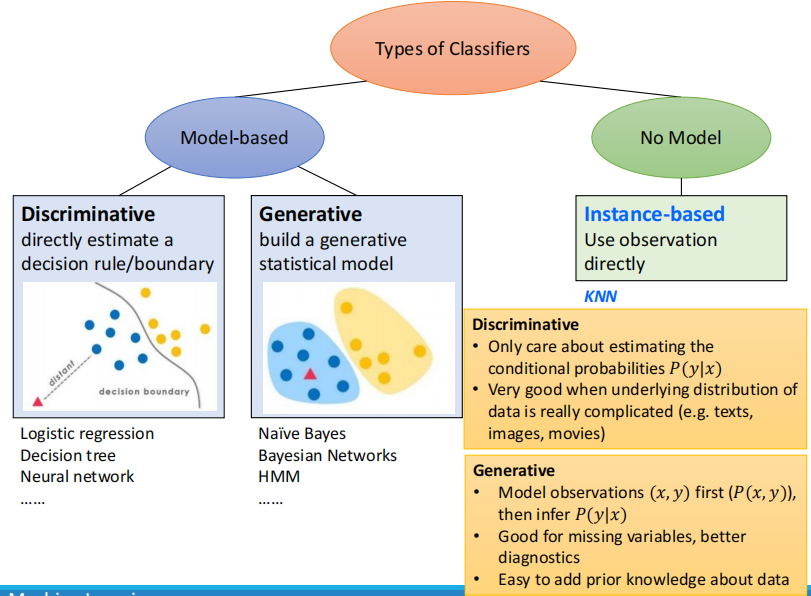 Types of Classifiers
Model-based
No Model
Discriminative
directly estimate a
decision rule/boundary
distant
decision boundary
Logistic regression
Decision tree
Neural network
......
Generative
build a generative
statistical model
Naïve Bayes
Bayesian Networks
HMM
......
Instance-based
Use observation
directly
KNN
Discriminative
• Only care about estimating the
conditional probabilities P(y|x)
• Very good when underlying distribution of
data is really complicated (e.g. texts,
images, movies)
Generative
• Model observations (x, y) first (P(x, y)),
then infer P(y|x)
• Good for missing variables, better
diagnostics
• Easy to add prior knowledge about data